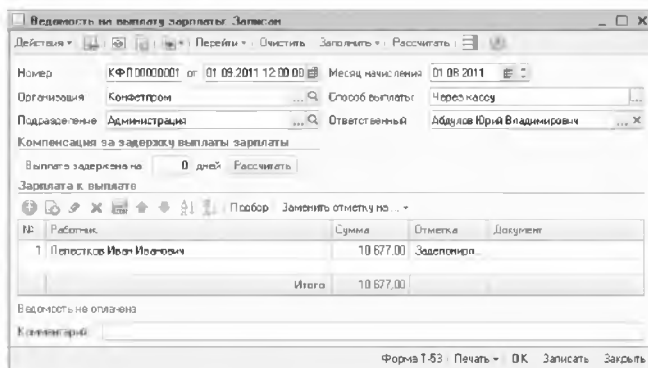 Ведомость на выплату зарплаты: Записан
Действия Перейти Очистить Заполнить Рассчитать
Номер КФП00000001 от 01.09.2011 12:00:00 Месяц начисления 01.08.2011
Организация Конфетпром ... Способ выплаты: Через кассу ...
Подразделение Администрация ... Ответственный Абдулов Юрий Владимирович ... X
Компенсация за задержку выплаты зарплаты
Выплата задержана на 0 дней Рассчитать
Зарплата к выплате
Подбор Заменить отметку на ...
№ Работник Сумма Отметка Документ
1 Лепестков Иван Иванович 10 677,00 Задепонир...
Итого 10 677,00
Ведомость не оплачена
Комментарий:
Форма Т-53 Печать OK Записать Закрыть